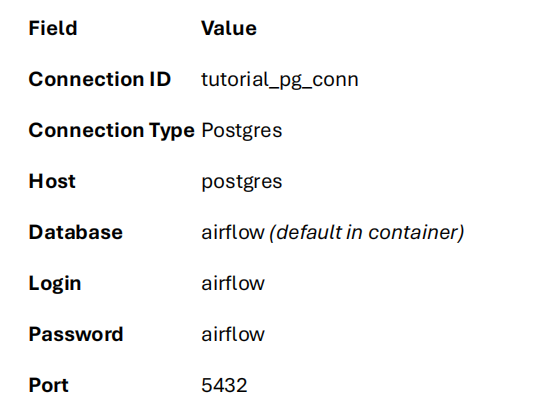 Field Value
Connection ID tutorial_pg_conn
Connection Type Postgres
Host postgres
Database airflow (default in container)
Login airflow
Password airflow
Port 5432